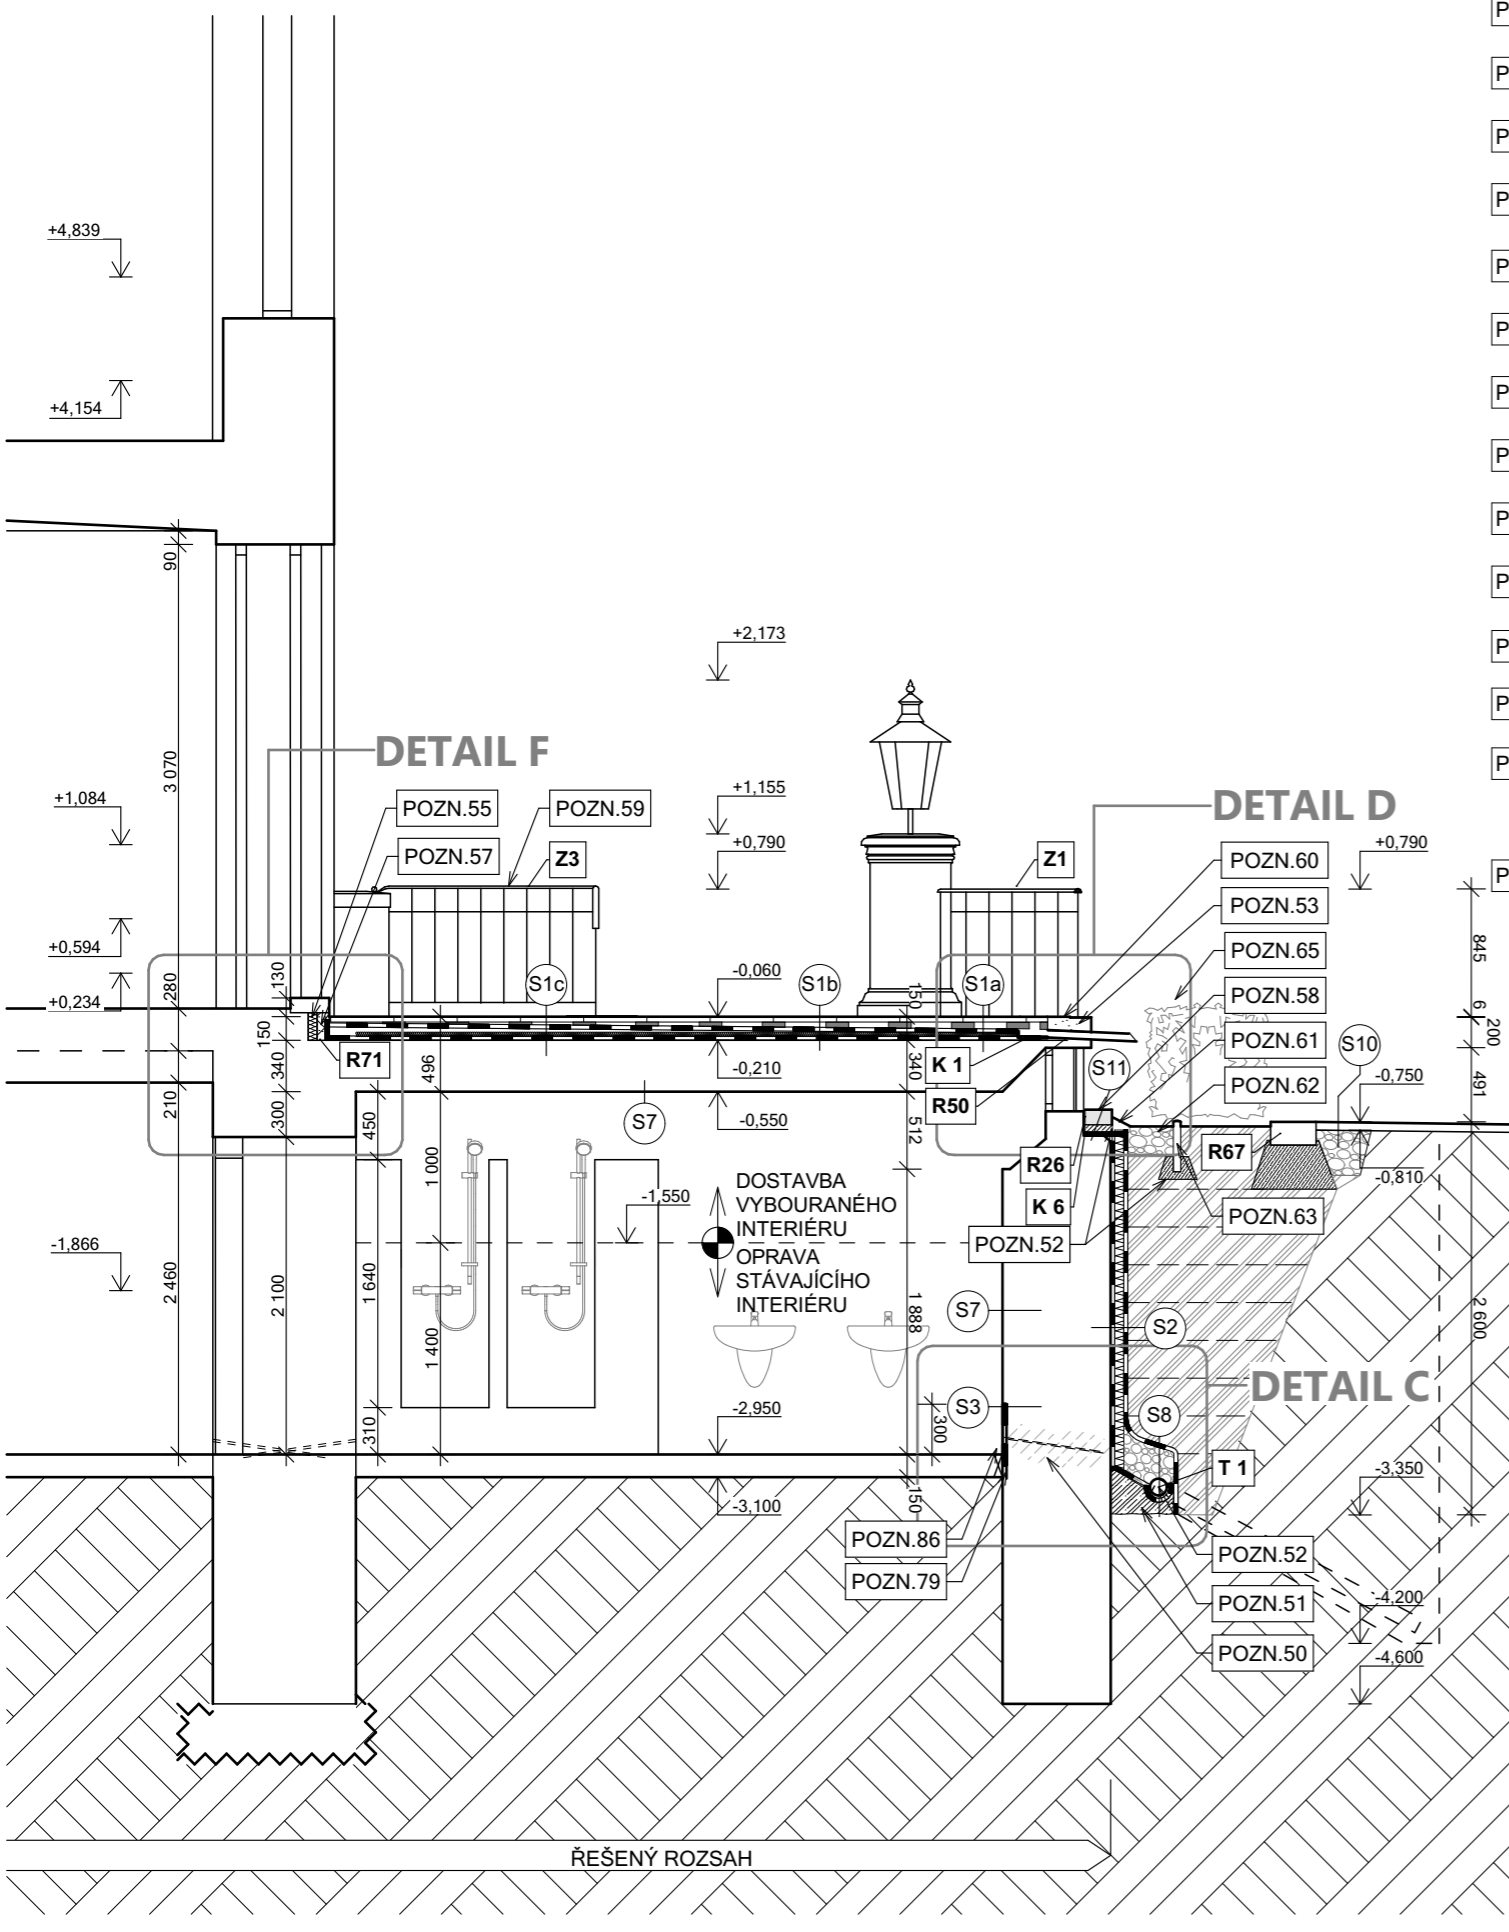 P
P
P
P
P
P
P
P
P
P
P
P
P
P
+4,839
+4,154
90
3 070
+2,173
DETAIL F
+1,084
POZN.55
POZN.59
POZN.57
Z3
+1,155
+0,790
Z1
DETAIL D
+0,790
POZN.60
POZN.53
POZN.65
POZN.58
POZN.61
POZN.62
845
6
200
491
+0,594
+0,234
280
130
150
340
210
300
R71
496
450
S1c
-0,060
S1b
S1a
150
-0,210
340
K 1
R50
-0,550
512
S7
S11
S10
-0,750
R26
K 6
R67
-0,810
POZN.63
POZN.52
1 000
-1,550
DOSTAVBA
VYBOURANÉHO
INTERIÉRU
OPRAVA
STÁVAJÍCÍHO
INTERIÉRU
-1,866
2 460
2 100
1 640
1 400
1 888
S7
S2
2 600
DETAIL C
310
-2,950
S3
300
S8
T 1
-3,350
-3,100
150
POZN.86
POZN.79
POZN.52
POZN.51
POZN.50
-4,200
-4,600
ŘEŠENÝ ROZSAH